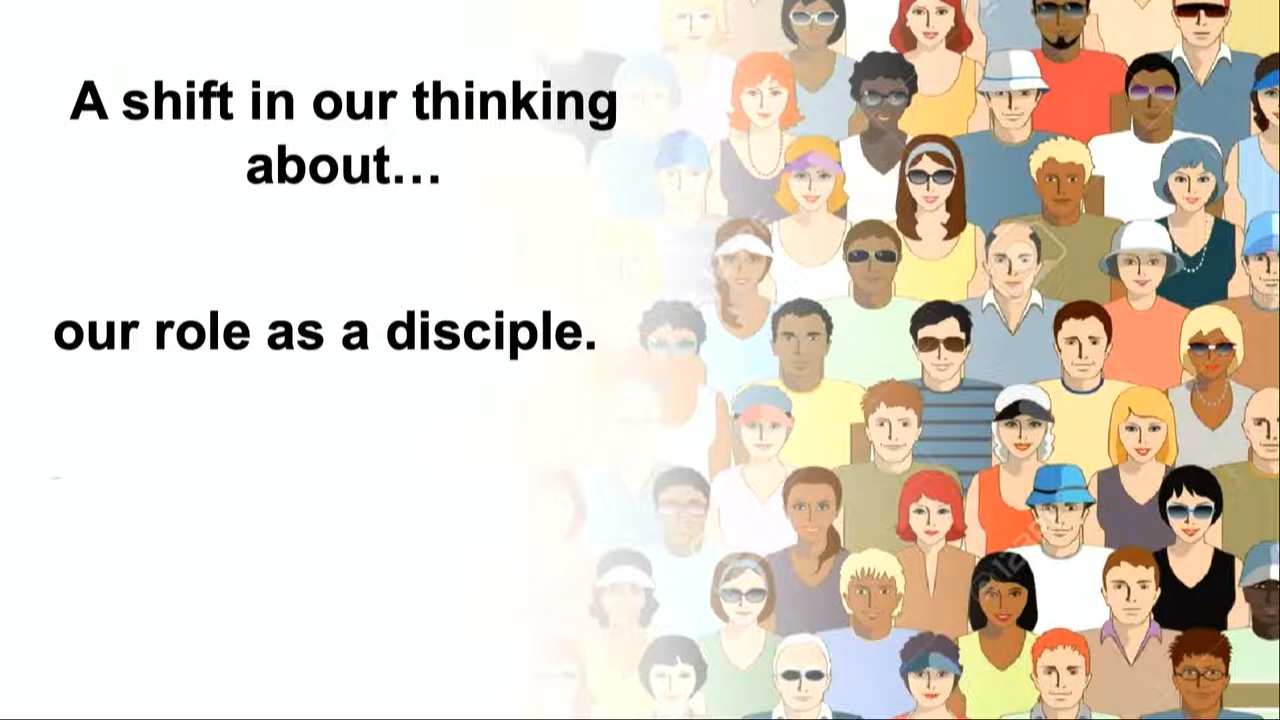 A shift in our thinking
about…
our role as a disciple.